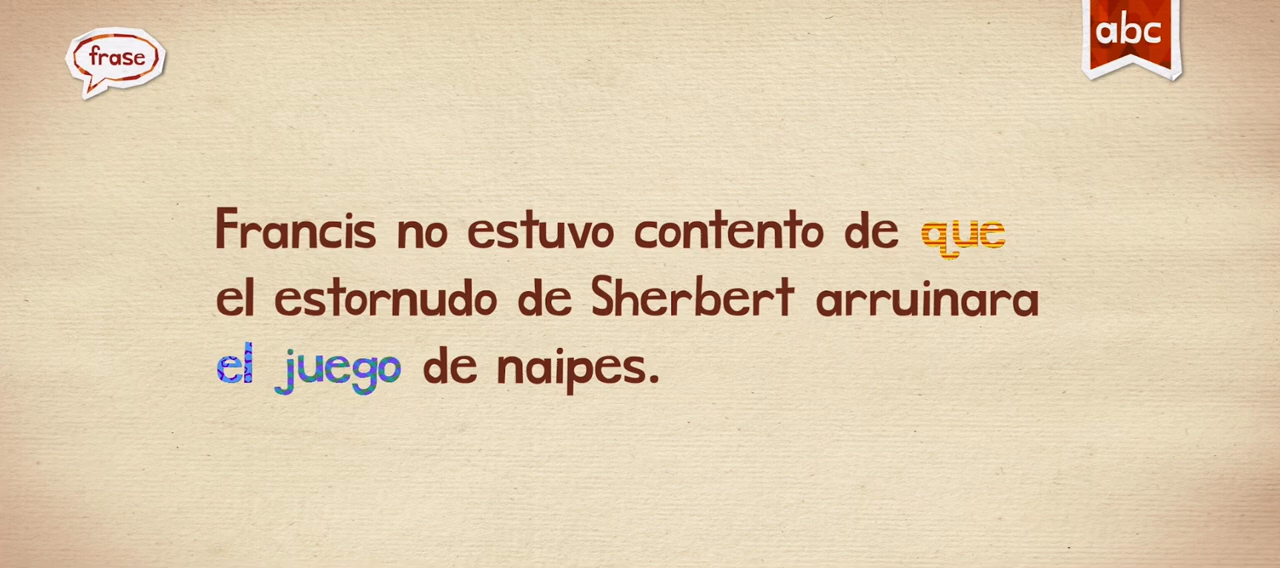 frase
abc
Francis no estuvo contento de que
el estornudo de Sherbert arruinara
el juego de naipes.